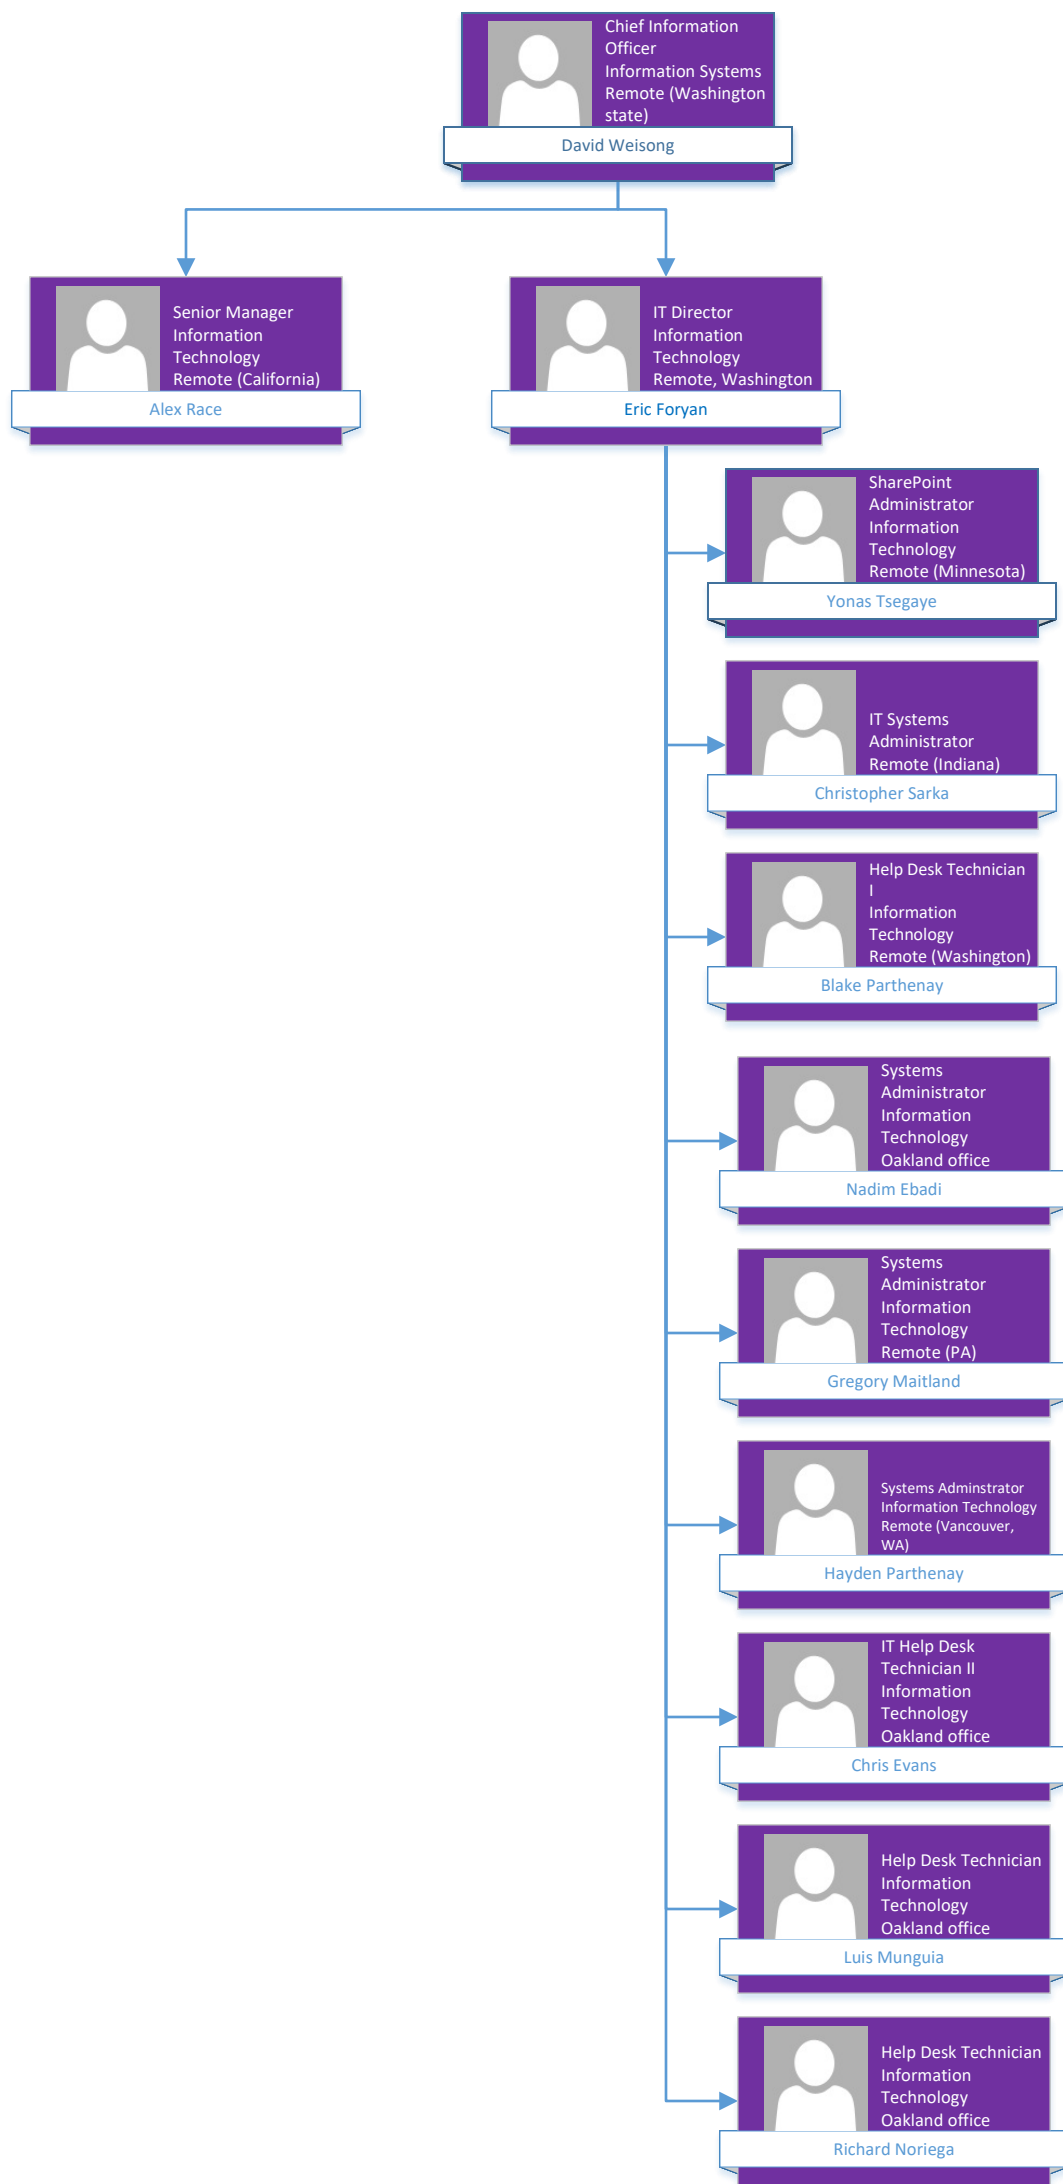 Chief Information
Officer
Information Systems
Remote (Washington
state)
David Weisong
Senior Manager
Information
Technology
Remote (California)
Alex Race
IT Director
Information
Technology
Remote, Washington
Eric Foryan
SharePoint
Administrator
Information
Technology
Remote (Minnesota)
Yonas Tsegaye
IT Systems
Administrator
Remote (Indiana)
Christopher Sarka
Help Desk Technician
I
Information
Technology
Remote (Washington)
Blake Parthenay
Systems
Administrator
Information
Technology
Oakland office
Nadim Ebadi
Systems
Administrator
Information
Technology
Remote (PA)
Gregory Maitland
Systems Adminstrator
Information Technology
Remote (Vancouver,
WA)
Hayden Parthenay
IT Help Desk
Technician II
Information
Technology
Oakland office
Chris Evans
Help Desk Technician
Information
Technology
Oakland office
Luis Munguia
Help Desk Technician
Information
Technology
Oakland office
Richard Noriega